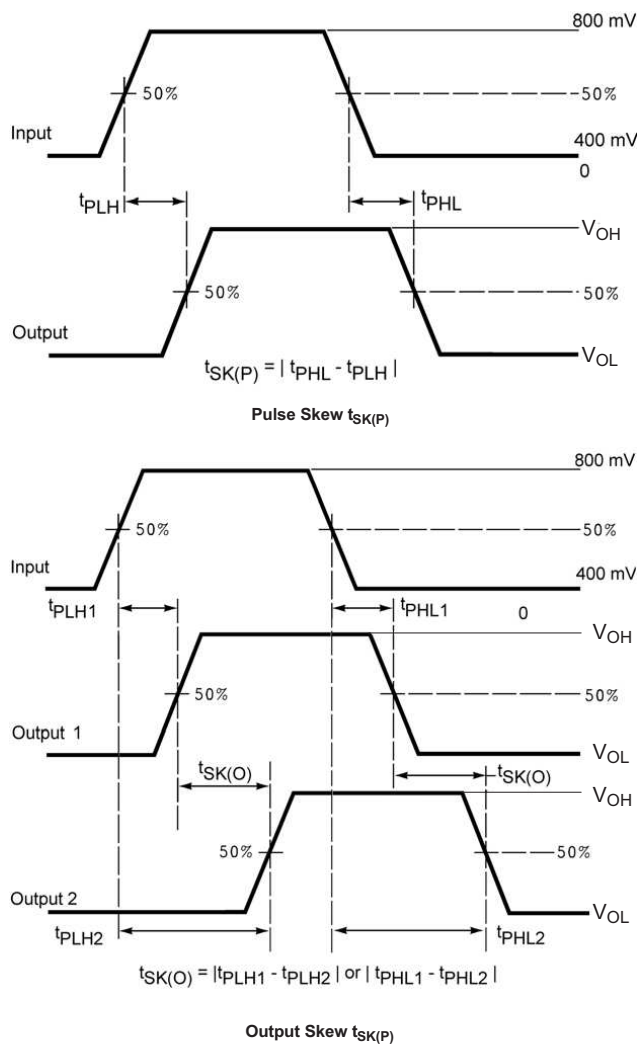 800 mV
50%
50%
Input
400 mV
0
tPLH
tPHL
VOH
50%
50%
Output
VOL
tSK(P) = | tPHL - tPLH |
Pulse Skew tSK(P)
800 mV
50%
50%
Input
400 mV
tPLH1
tPHL1
0
VOH
50%
50%
Output 1
VOL
tSK(O)
tSK(O)
VOH
50%
50%
Output 2
VOL
tPLH2
tPHL2
tSK(O) = |tPLH1 - tPLH2 | or | tPHL1 - tPHL2 |
Output Skew tSK(P)